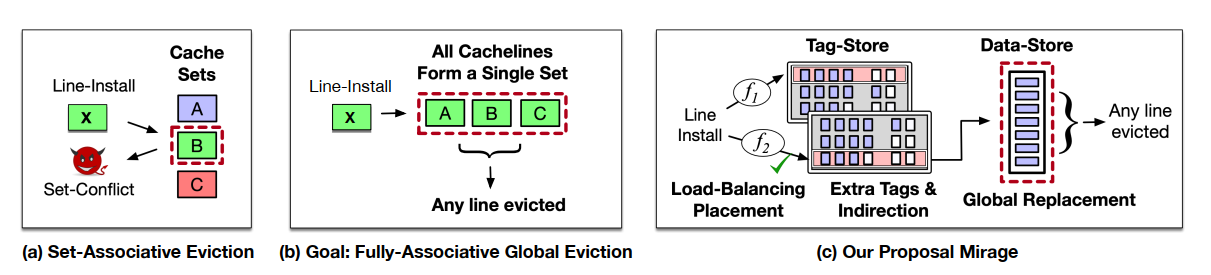 Cache
Sets
Line-Install
X
A
B
C
Set-Conflict
(a) Set-Associative Eviction
All Cachelines
Form a Single Set
Line-Install
X
A B C
Any line evicted
(b) Goal: Fully-Associative Global Eviction
Tag-Store
Data-Store
f1
Line
Install
f2
Any line
evicted
Load-Balancing
Placement
Extra Tags &
Indirection
Global Replacement
(c) Our Proposal Mirage